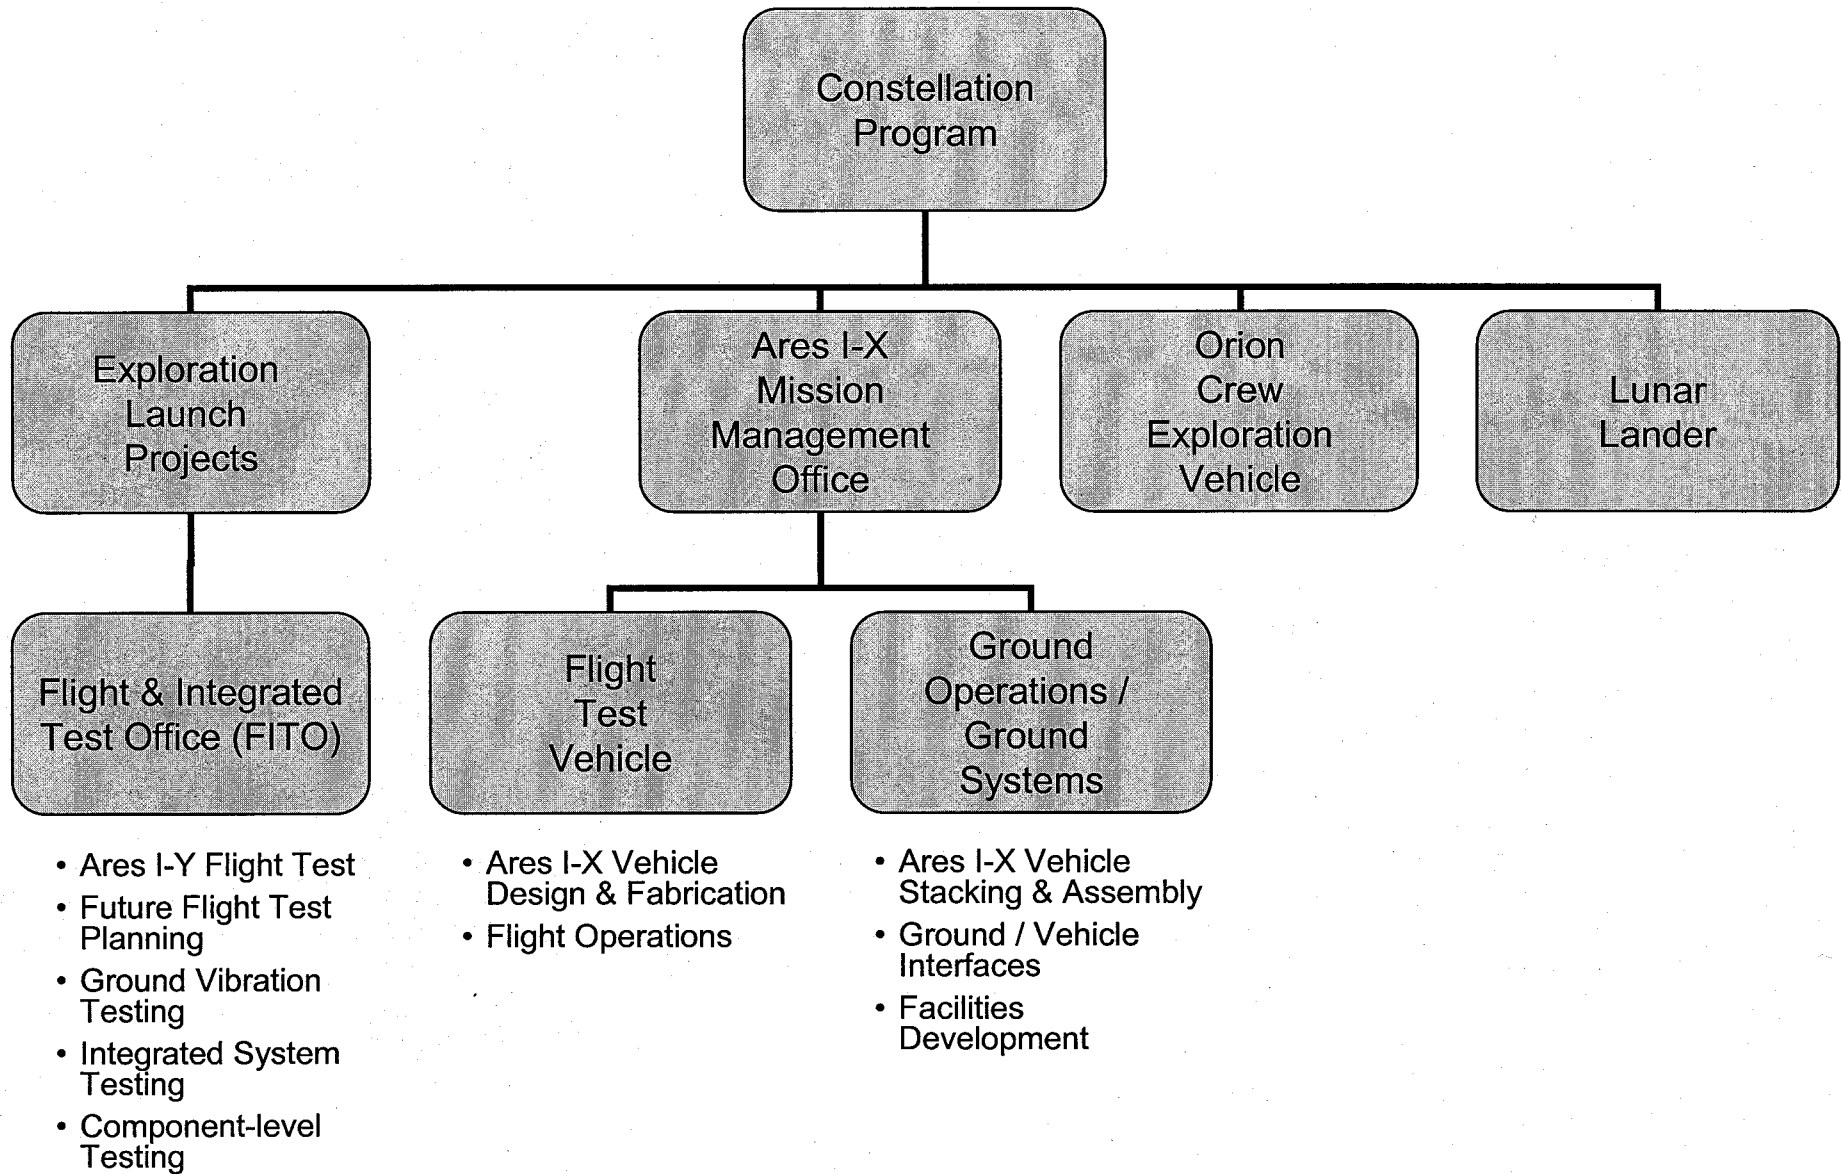 Constellation
Program
Exploration
Launch
Projects
Ares I-X
Mission
Management
Office
Orion
Crew
Exploration
Vehicle
Lunar
Lander
Flight & Integrated
Test Office (FITO)
Flight
Test
Vehicle
Ground
Operations /
Ground
Systems
• Ares I-Y Flight Test
• Future Flight Test
Planning
• Ground Vibration
Testing
• Integrated System
Testing
• Component-level
Testing
• Ares I-X Vehicle
Design & Fabrication
• Flight Operations
• Ares I-X Vehicle
Stacking & Assembly
• Ground / Vehicle
Interfaces
• Facilities
Development